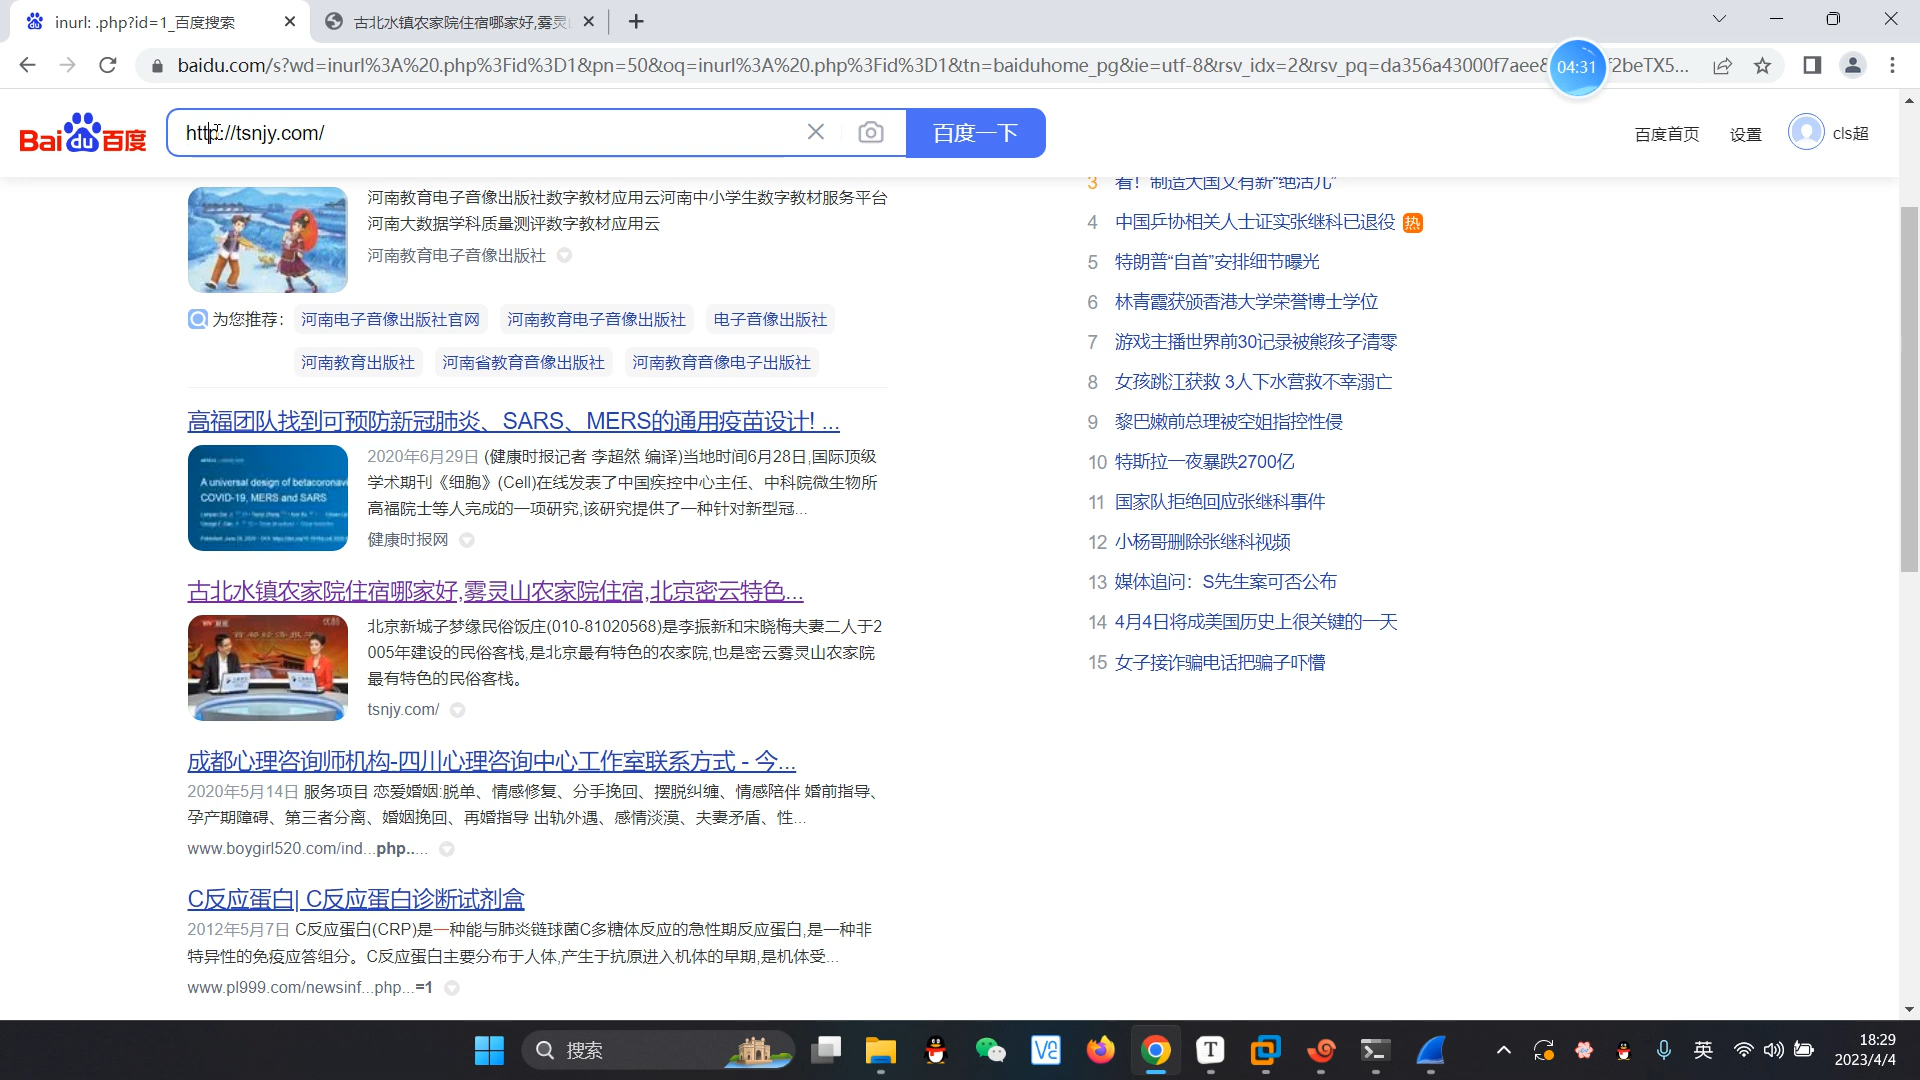 inurl: .php?id=1_百度搜索
古北水镇农家院住宿哪家好,雾灵
baidu.com/s?wd=inurl%3A%20.php%3Fid%3D1&pn=50&oq=inurl%3A%20.php%3Fid%3D1&tn=baiduhome_pg&ie=utf-8&rsv_idx=2&rsv_pq=da356a43000f7aee8
04:31
2beTX5...
Bai du 百度
http://tsnjy.com/
百度一下
百度首页
设置
cls超
河南教育电子音像出版社数字教材应用云河南中小学生数字教材服务平台
河南大数据学科质量测评数字教材应用云
河南教育电子音像出版社
为您推荐:
河南电子音像出版社官网
河南教育电子音像出版社
电子音像出版社
河南教育出版社
河南省教育音像出版社
河南教育音像电子出版社
高福团队找到可预防新冠肺炎、SARS、MERS的通用疫苗设计! ...
A universal design of betacoronavi
COVID-19, MERS and SARS
2020年6月29日 (健康时报记者 李超然 编译)当地时间6月28日,国际顶级
学术期刊《细胞》(Cell)在线发表了中国疾控中心主任、中科院微生物所
高福院士等人完成的一项研究,该研究提供了一种针对新型冠...
健康时报网
古北水镇农家院住宿哪家好,雾灵山农家院住宿,北京密云特色...
北京新城子梦缘民俗饭庄(010-81020568)是李振新和宋晓梅夫妻二人于2
005年建设的民俗客栈,是北京最有特色的农家院,也是密云雾灵山农家院
最有特色的民俗客栈。
tsnjy.com/
成都心理咨询师机构-四川心理咨询中心工作室联系方式 - 今...
2020年5月14日 服务项目 恋爱婚姻:脱单、情感修复、分手挽回、摆脱纠缠、情感陪伴 婚前指导、
孕产期障碍、第三者分离、婚姻挽回、再婚指导 出轨外遇、感情淡漠、夫妻矛盾、性...
www.boygirl520.com/ind...php.....
C反应蛋白| C反应蛋白诊断试剂盒
2012年5月7日 C反应蛋白(CRP)是一种能与肺炎链球菌C多糖体反应的急性期反应蛋白,是一种非
特异性的免疫应答组分。C反应蛋白主要分布于人体,产生于抗原进入机体的早期,是机体受...
www.pl999.com/newsinf...php...=1
3 看！制造大国又有新“绝活儿”
4 中国乒协相关人士证实张继科已退役 热
5 特朗普“自首”安排细节曝光
6 林青霞获颁香港大学荣誉博士学位
7 游戏主播世界前30记录被熊孩子清零
8 女孩跳江获救 3人下水营救不幸溺亡
9 黎巴嫩前总理被空姐指控性侵
10 特斯拉一夜暴跌2700亿
11 国家队拒绝回应张继科事件
12 小杨哥删除张继科视频
13 媒体追问：S先生案可否公布
14 4月4日将成美国历史上很关键的一天
15 女子接诈骗电话把骗子吓懵
搜索
英
18:29
2023/4/4